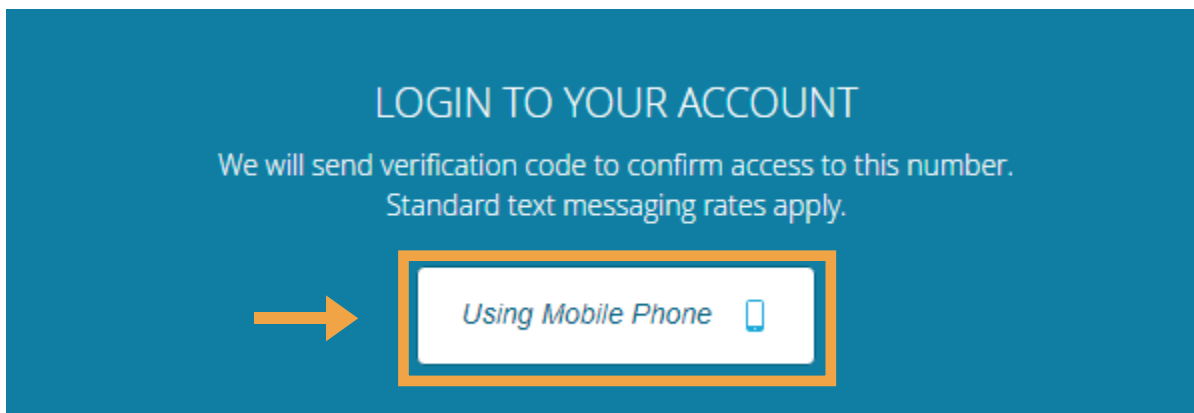 LOGIN TO YOUR ACCOUNT
We will send verification code to confirm access to this number.
Standard text messaging rates apply.
Using Mobile Phone